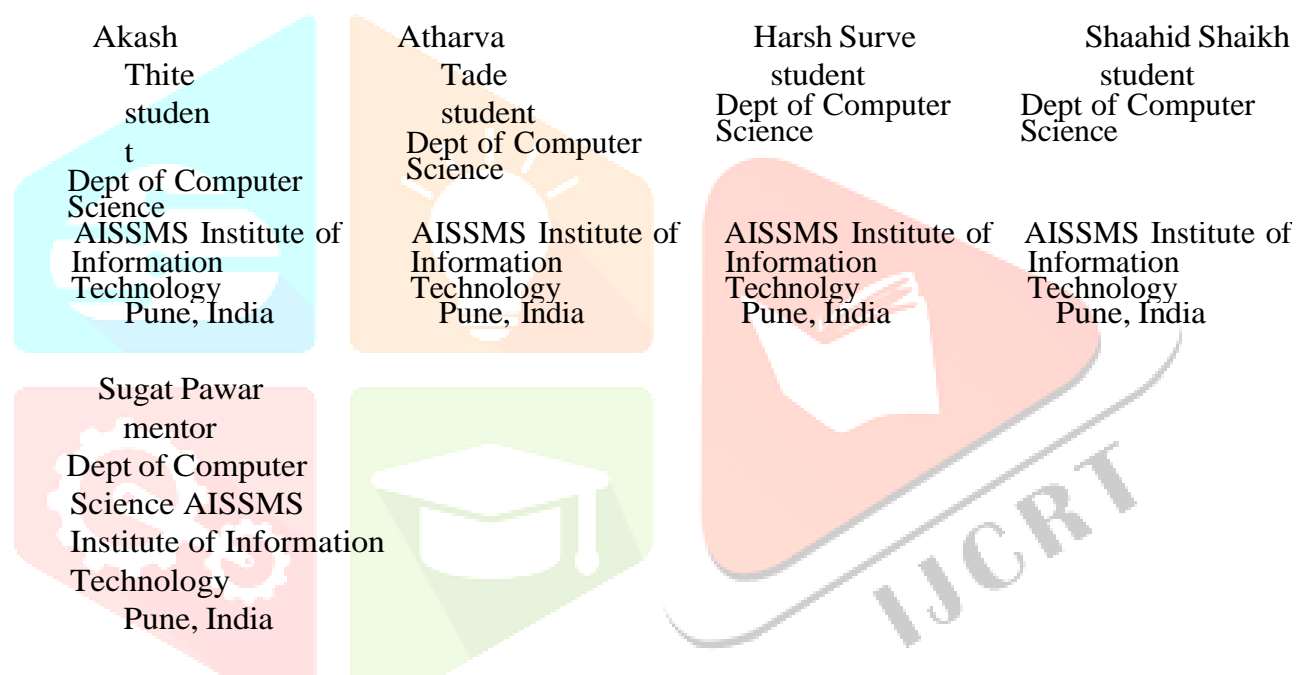 Akash
Thite
studen
t
Dept of Computer
Science
AISSMS Institute of
Information
Technology
Pune, India
Atharva
Tade
student
Dept of Computer
Science
AISSMS Institute of
Information
Technology
Pune, India
Harsh Surve
student
Dept of Computer
Science
AISSMS Institute of
Information
Technolgy
Pune, India
Shaahid Shaikh
student
Dept of Computer
Science
AISSMS Institute of
Information
Technology
Pune, India
Sugat Pawar
mentor
Dept of Computer
Science AISSMS
Institute of Information
Technology
Pune, India
IJCRT